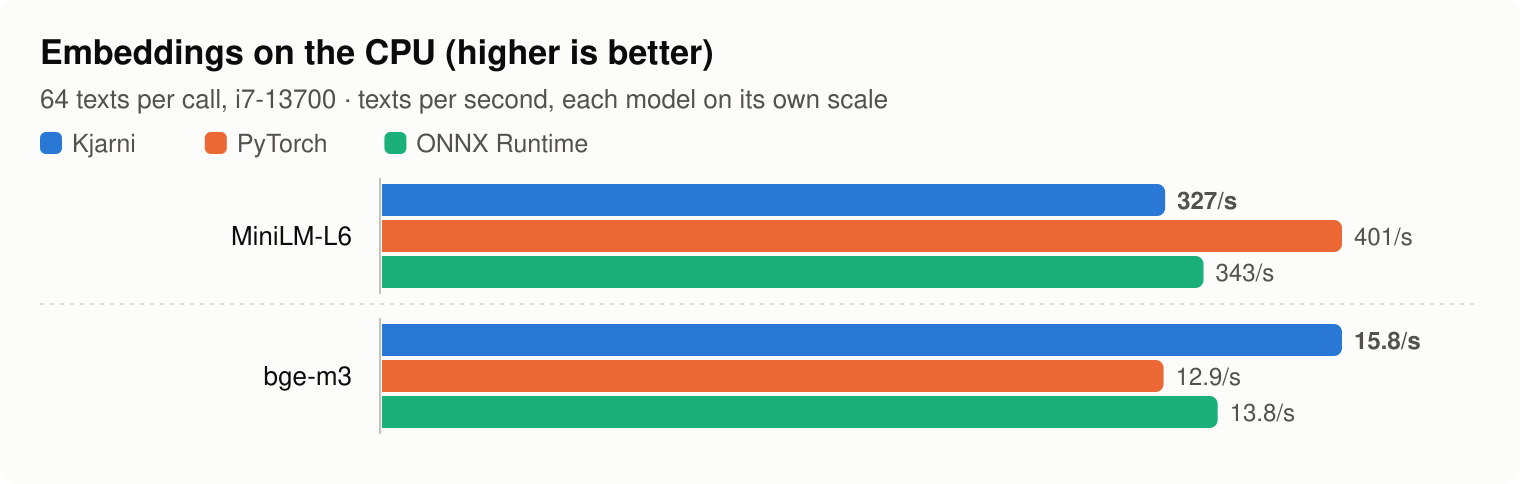 Embeddings on the CPU (higher is better)
64 texts per call, i7-13700 · texts per second, each model on its own scale
Kjarni PyTorch ONNX Runtime
327/s
MiniLM-L6 401/s
343/s
15.8/s
bge-m3 12.9/s
13.8/s